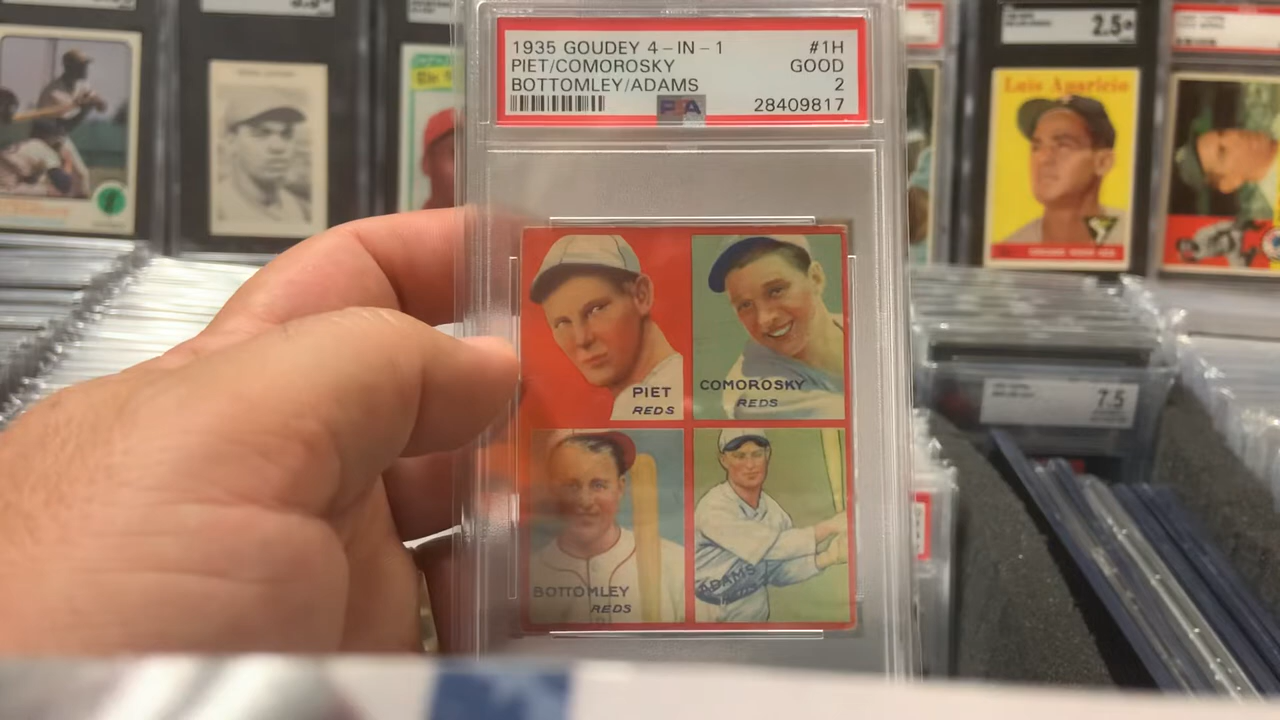 1935 GOUDEY 4-IN-1 #1H
PIET/COMOROSKY GOOD
BOTTOMLEY/ADAMS 2
PSA 28409817
PIET
REDS
COMOROSKY
REDS
BOTTOMLEY
REDS
ADAMS
REDS
2.5
Luis Aparicio
7.5